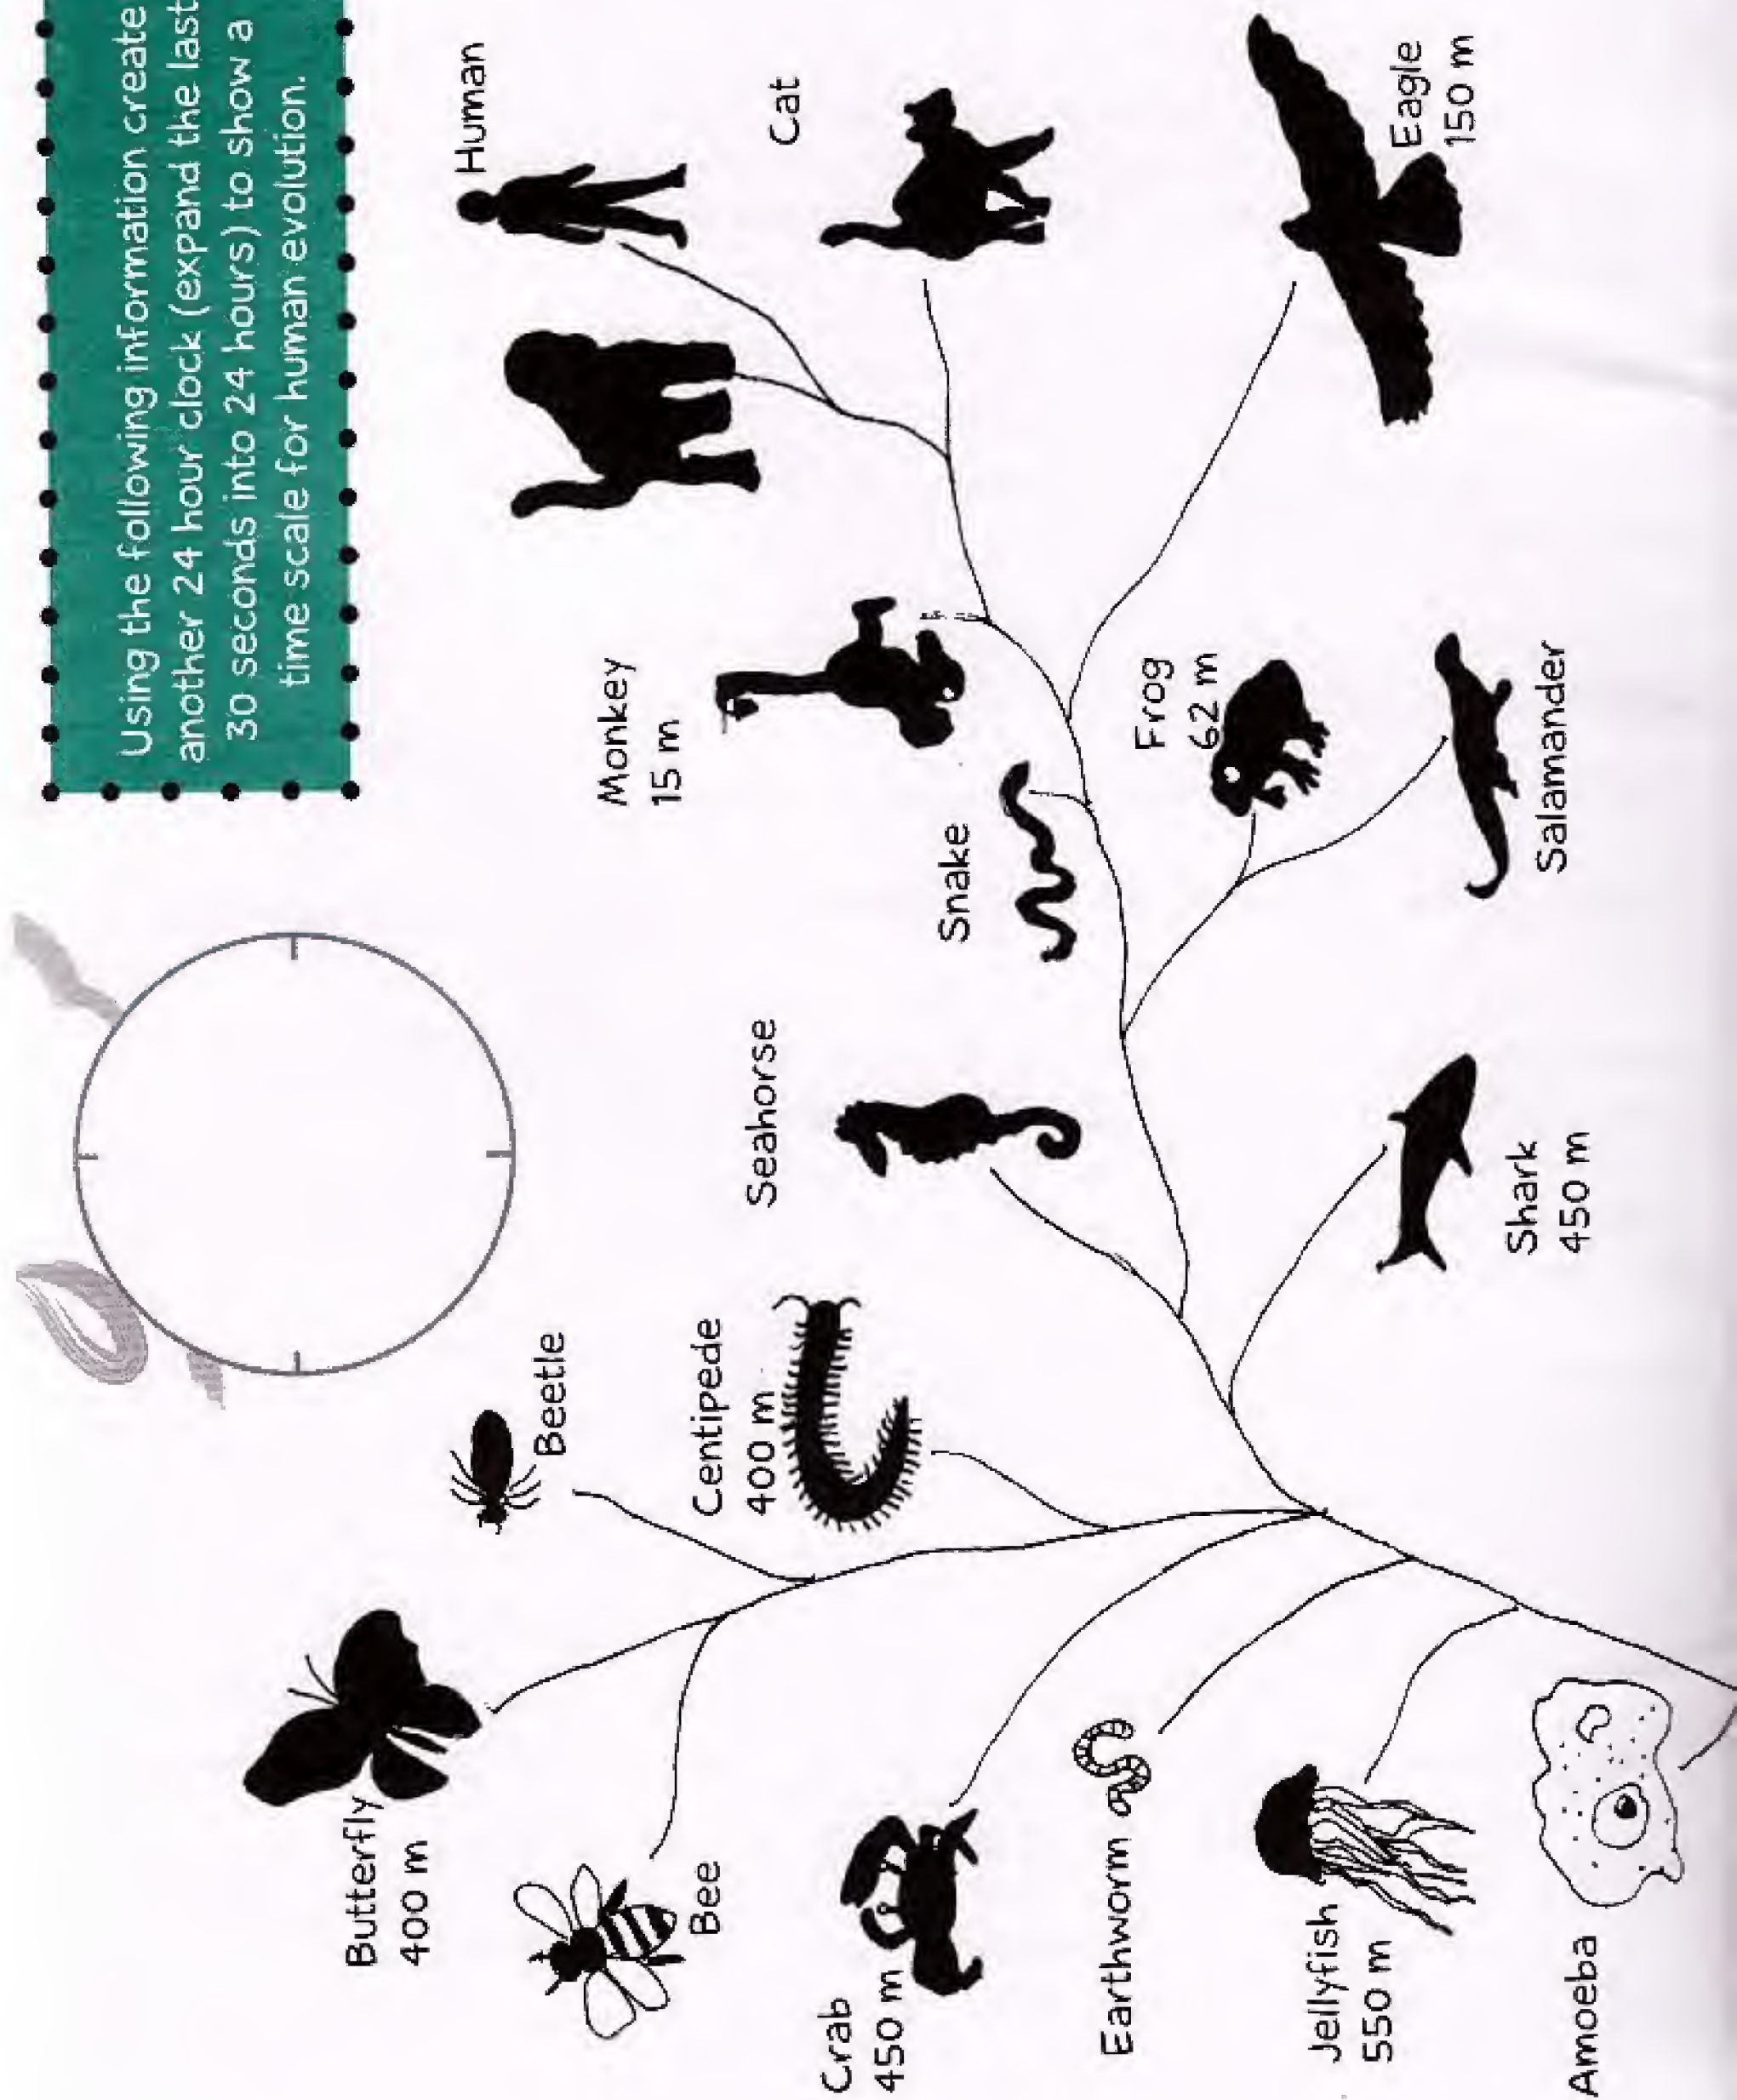 Using the following information create
another 24 hour clock (expand the last
30 seconds into 24 hours) to show a
time scale for human evolution.
Human
Cat
Eagle
150 m
Monkey
15 m
Snake
Frog
62 m
Salamander
Seahorse
Shark
450 m
Beetle
Centipede
400 m
Butterfly
400 m
Bee
Crab
450 m
Earthworm
Jellyfish
550 m
Amoeba